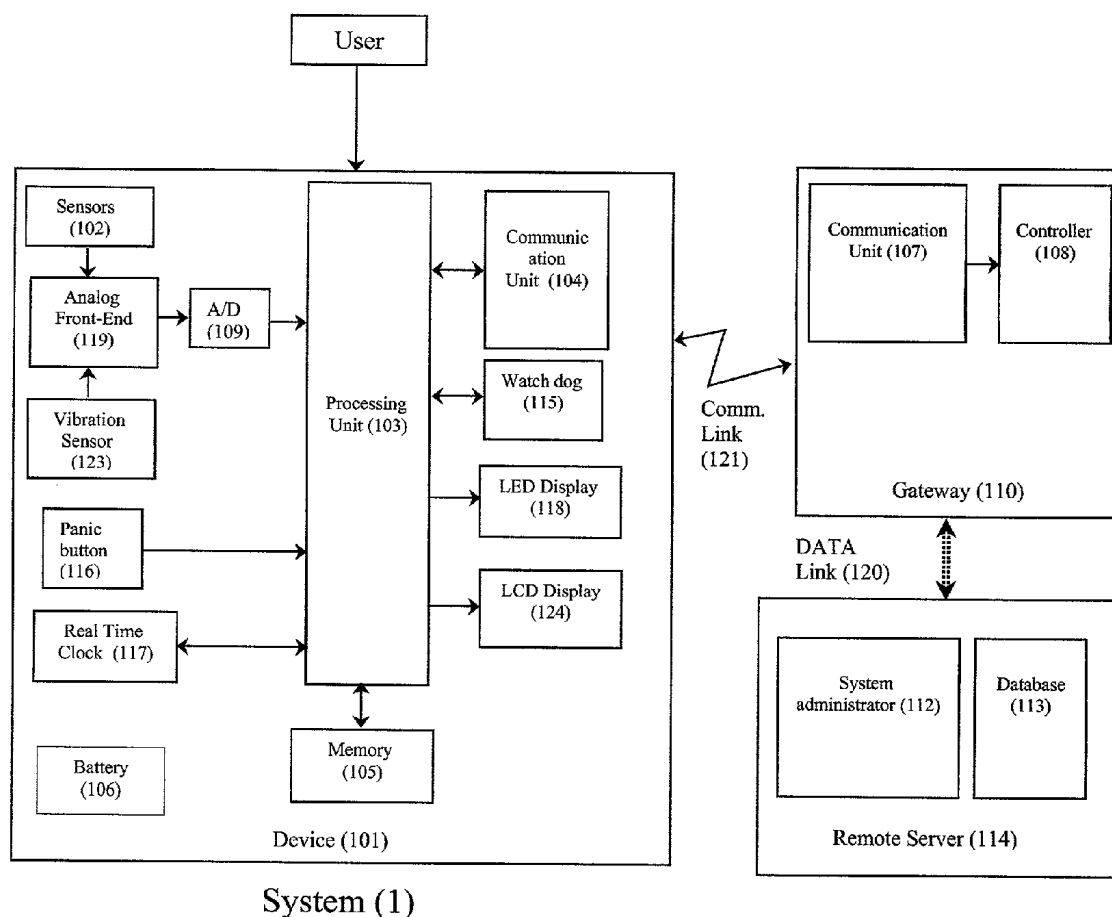 User
Sensors
(102)
Analog
Front-End
(119)
A/D
(109)
Vibration
Sensor
(123)
Panic
button
(116)
Real Time
Clock (117)
Battery
(106)
Processing
Unit (103)
Memory
(105)
Communic
ation
Unit (104)
Watch dog
(115)
LED Display
(118)
LCD Display
(124)
Device (101)
System (1)
Comm.
Link
(121)
Communication
Unit (107)
Controller
(108)
Gateway (110)
DATA
Link (120)
System
administrator (112)
Database
(113)
Remote Server (114)